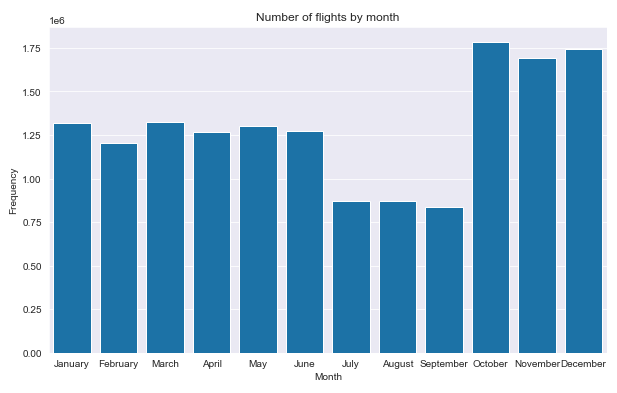 Number of flights by month
1e6
1.75
1.50
1.25
1.00
0.75
0.50
0.25
0.00
Frequency
January February March April May June July August September October November December
Month